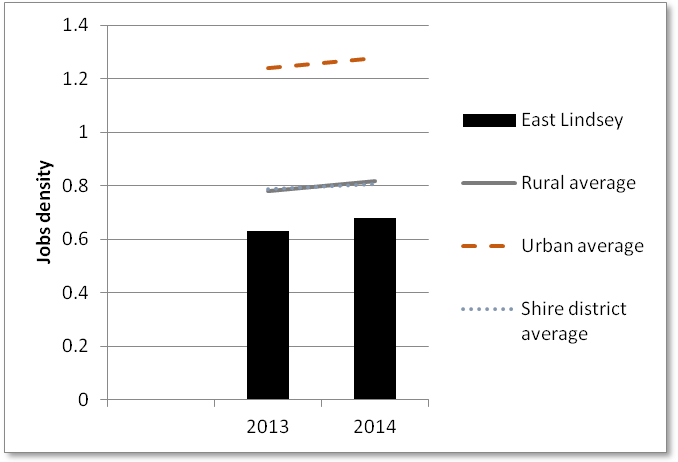 1.4
1.2
1
0.8
0.6
0.4
0.2
0
Jobs density
2013
2014
East Lindsey
Rural average
Urban average
Shire district
average